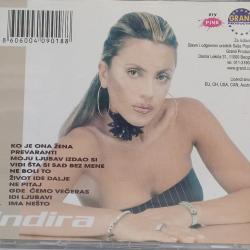 8 606004 090188
PINK
GRAND
KO JE ONA ŽENA
PREVARANTI
MOJU LJUBAV IZDAO SI
VIDI ŠTA SI SAD BEZ MENE
NE BOLI TO
ŽIVOT IDE DALJE
NE PITAJ
GDE ĆEMO VEČERAS
IDI LJUBAVI
IMA NEŠTO
indira